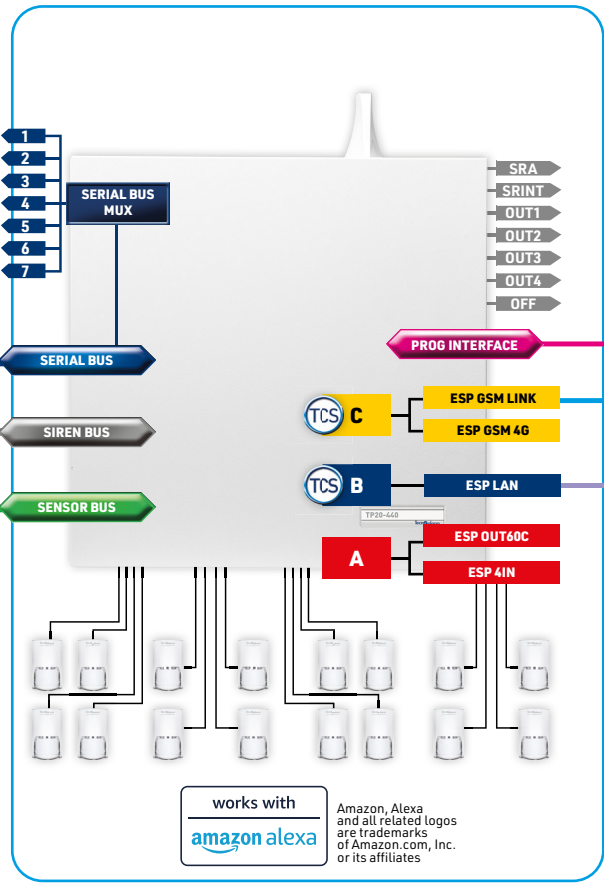 1
2
3
4
5
6
7
SERIAL BUS
MUX
SRA
SRINT
OUT1
OUT2
OUT3
OUT4
OFF
SERIAL BUS
PROG INTERFACE
SIREN BUS
SENSOR BUS
TCS C
ESP GSM LINK
ESP GSM 4G
TCS B
ESP LAN
TP20-440
A
ESP OUT60C
ESP 4IN
works with
amazon alexa
Amazon, Alexa
and all related logos
are trademarks
of Amazon.com, Inc.
or its affiliates